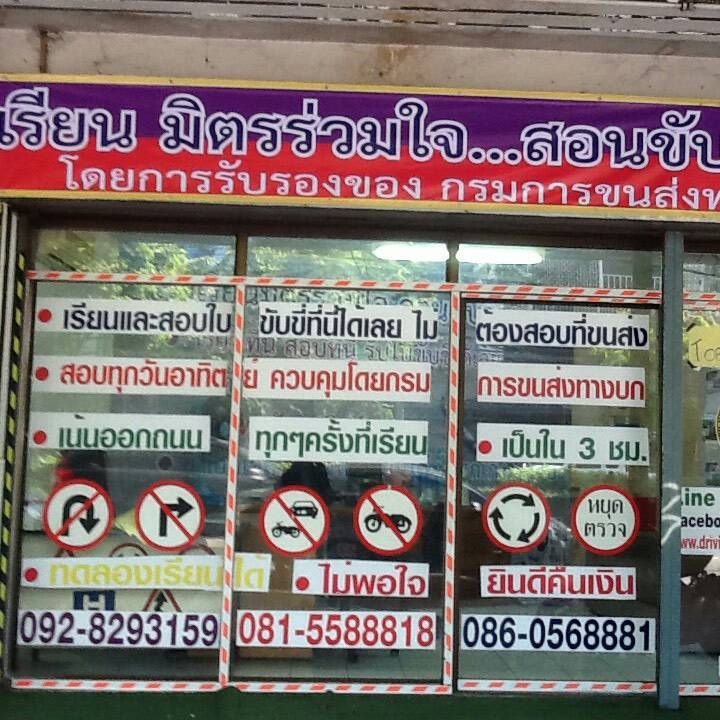 เรียน มิตรร่วมใจ...สอนขับ
โดยการรับรองของ กรมการขนส่งท
• เรียนและสอบใบ ขับขี่ที่นี่ได้เลย ไม่ ต้องสอบที่ขนส่ง
• สอบทุกวันอาทิตย์ ควบคุมโดยกรม การขนส่งทางบก
• เน้นออกถนน ทุกๆครั้งที่เรียน • เป็นใน 3 ชม.
หยุด
ตรวจ
• ทดลองเรียนได้ • ไม่พอใจ ยินดีคืนเงิน
092-8293159 081-5588818 086-0568881
Line
acebo
ww.driv